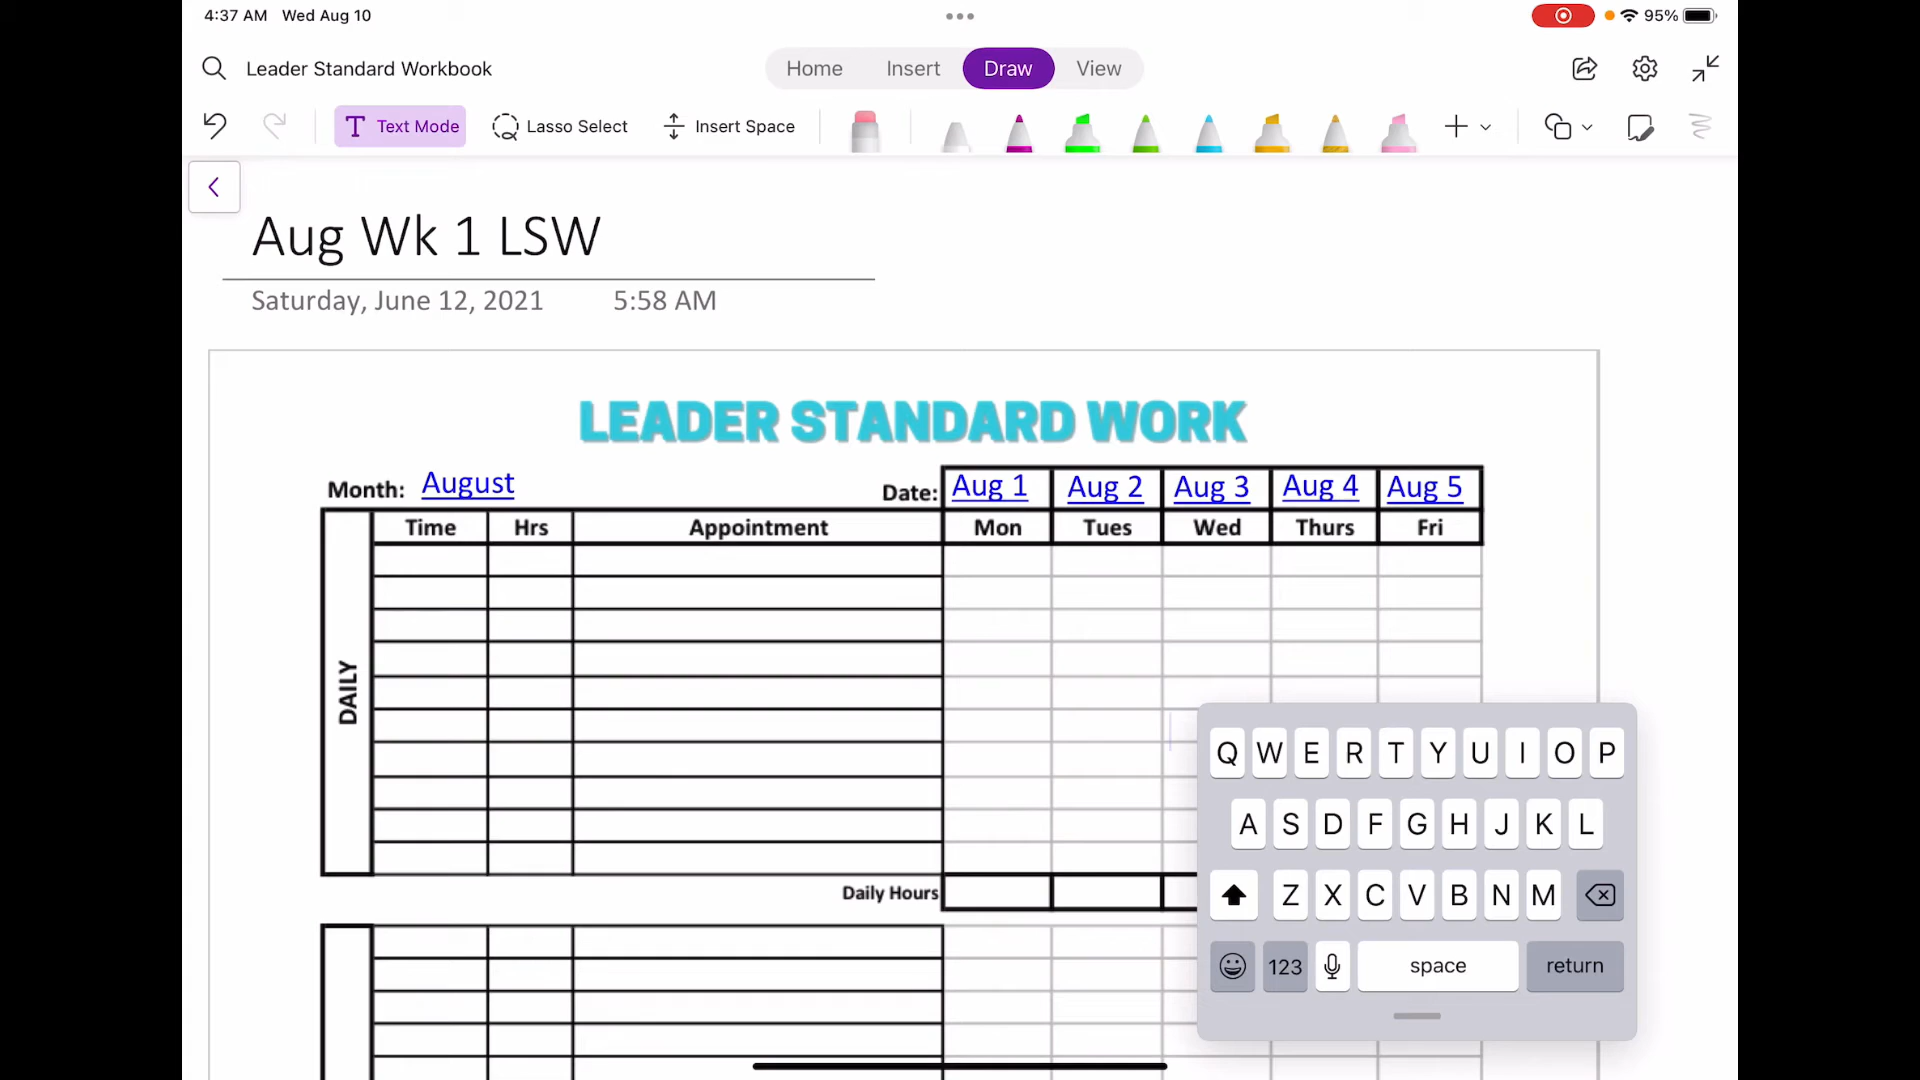 4:37 AM Wed Aug 10 95%
Leader Standard Workbook Home Insert Draw View
Text Mode Lasso Select Insert Space
Aug Wk 1 LSW
Saturday, June 12, 2021 5:58 AM
LEADER STANDARD WORK
Month: August Date: Aug 1 Aug 2 Aug 3 Aug 4 Aug 5
Time Hrs Appointment Mon Tues Wed Thurs Fri
DAILY
Daily Hours
Q W E R T Y U I O P
A S D F G H J K L
Z X C V B N M
123 space return